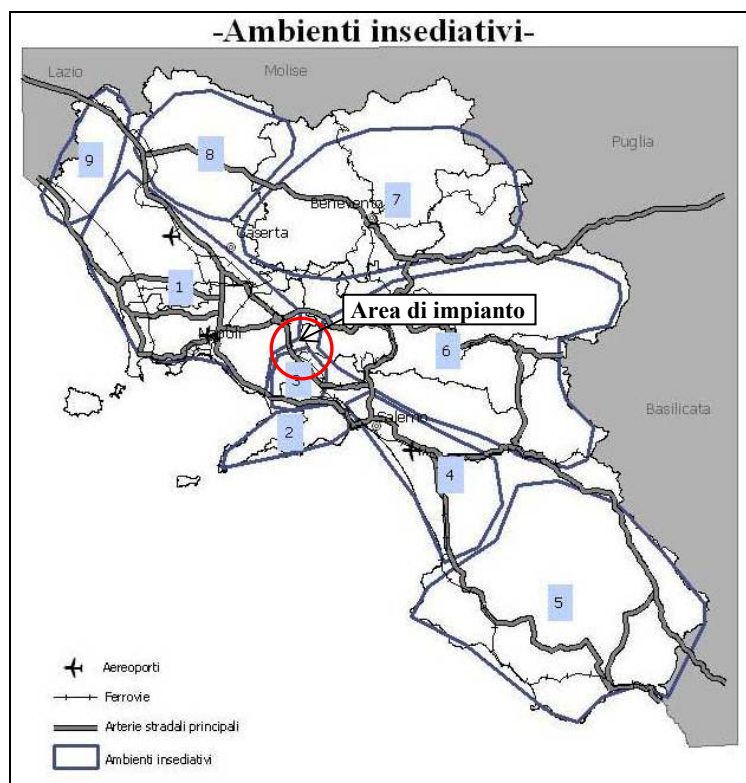 -Ambienti insediativi-
Lazio
Molise
Puglia
9
8
7
Benevento
Caserta
1
Area di impianto
Napoli
6
3
Basilicata
2
Salerno
4
5
Aereoporti
Ferrovie
Arterie stradali principali
Ambienti insediativi